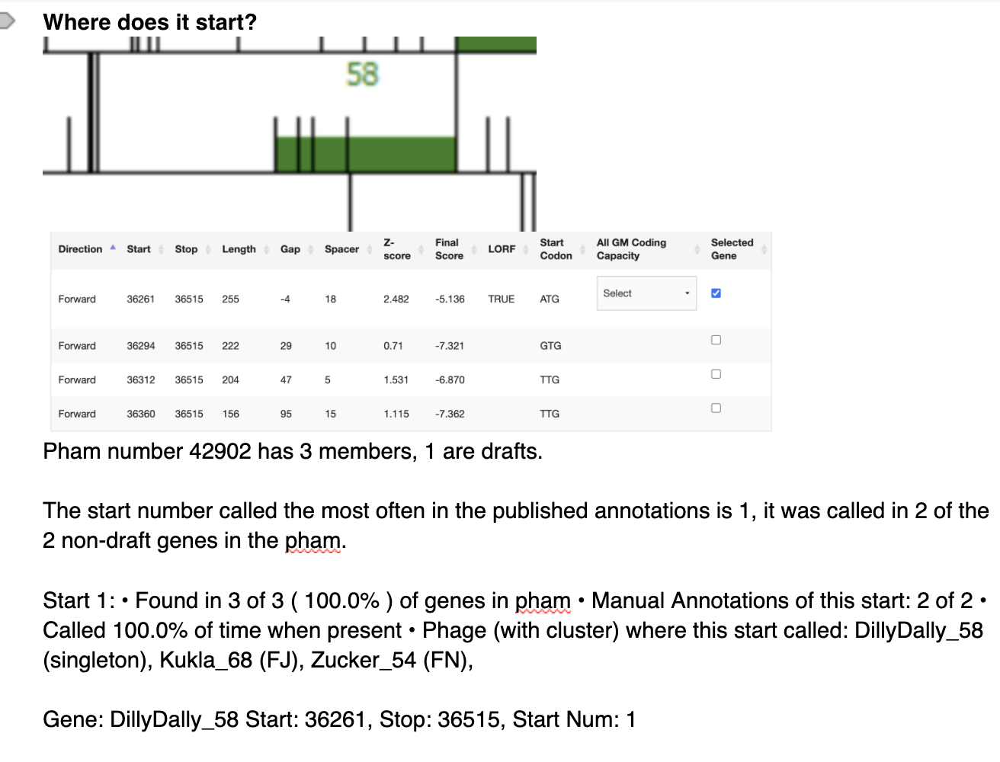 Where does it start?
58
Direction Start Stop Length Gap Spacer Z-score Final Score LORF Start Codon All GM Coding Capacity Selected Gene
Forward 36261 36515 255 -4 18 2.482 -5.136 TRUE ATG Select
Forward 36294 36515 222 29 10 0.71 -7.321 GTG
Forward 36312 36515 204 47 5 1.531 -6.870 TTG
Forward 36360 36515 156 95 15 1.115 -7.362 TTG
Pham number 42902 has 3 members, 1 are drafts.
The start number called the most often in the published annotations is 1, it was called in 2 of the
2 non-draft genes in the pham.
Start 1: • Found in 3 of 3 ( 100.0% ) of genes in pham • Manual Annotations of this start: 2 of 2 •
Called 100.0% of time when present • Phage (with cluster) where this start called: DillyDally_58
(singleton), Kukla_68 (FJ), Zucker_54 (FN),
Gene: DillyDally_58 Start: 36261, Stop: 36515, Start Num: 1